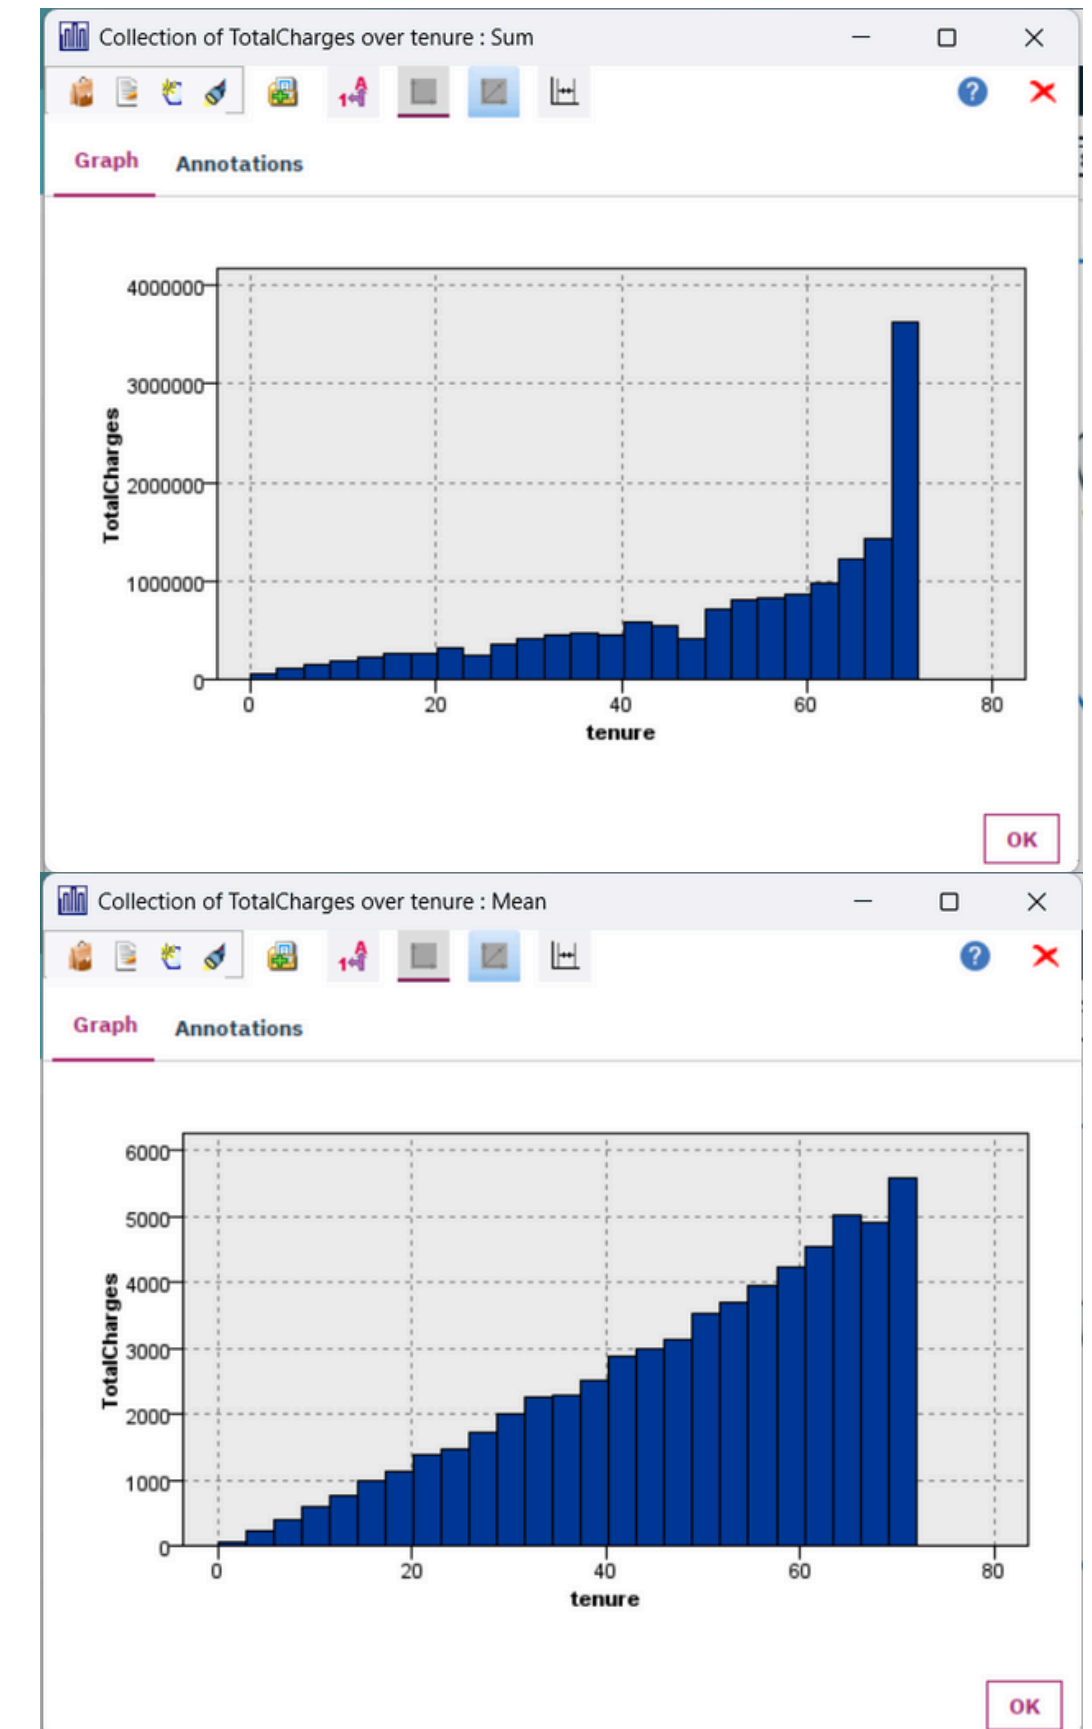 Collection of TotalCharges over tenure : Sum
Graph Annotations
4000000
3000000
2000000
1000000
0
TotalCharges
0 20 40 60 80
tenure
OK
Collection of TotalCharges over tenure : Mean
Graph Annotations
6000
5000
4000
3000
2000
1000
0
TotalCharges
0 20 40 60 80
tenure
OK